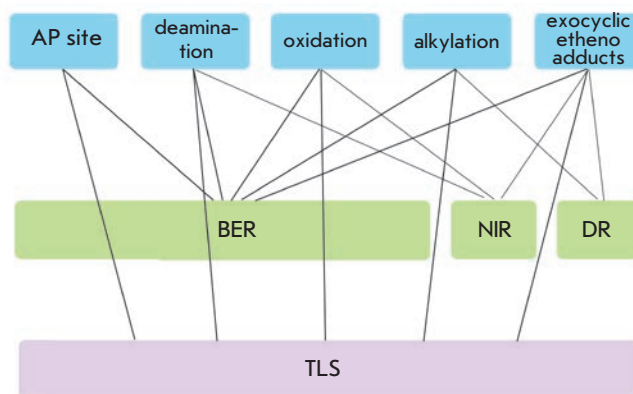 AP site
deamina-
tion
oxidation
alkylation
exocyclic
etheno
adducts
BER
NIR
DR
TLS